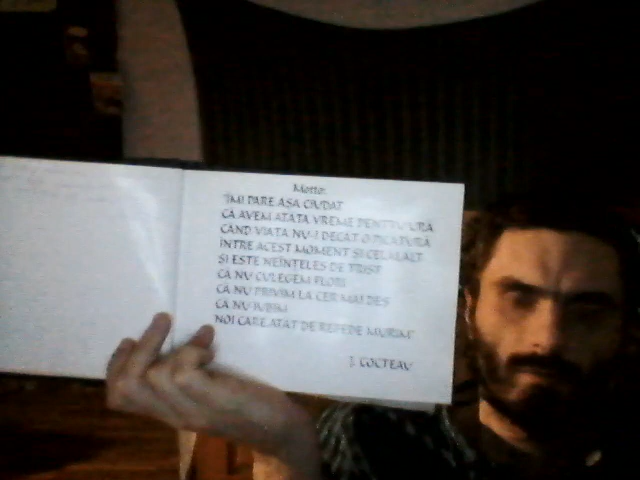 Motto:
"ÎMI PARE AȘA CIUDAT
CĂ AVEM ATÂTA VREME PENTRU URĂ
CÂND VIAȚA NU-I DECÂT O PICĂTURĂ
ÎNTRE ACEST MOMENT ȘI CELĂLALT
ȘI ESTE NEÎNȚELES DE TRIST
CĂ NU CULEGEM FLORI
CĂ NU PRIVIM LA CER MAI DES
CĂ NU IUBIM
NOI CARE ATÂT DE REPEDE MURIM"
J. COCTEAU